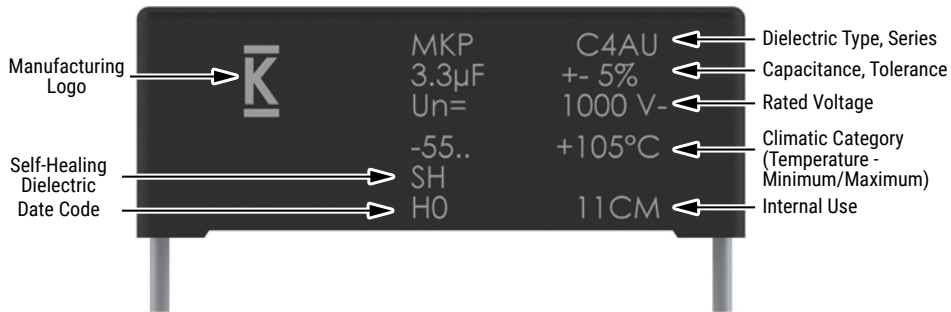 Manufacturing
Logo
K
MKP C4AU
Dielectric Type, Series
3.3µF +- 5%
Capacitance, Tolerance
Un= 1000 V-
Rated Voltage
-55.. +105°C
Climatic Category
(Temperature -
Minimum/Maximum)
Self-Healing
Dielectric
SH
Date Code
H0 11CM
Internal Use